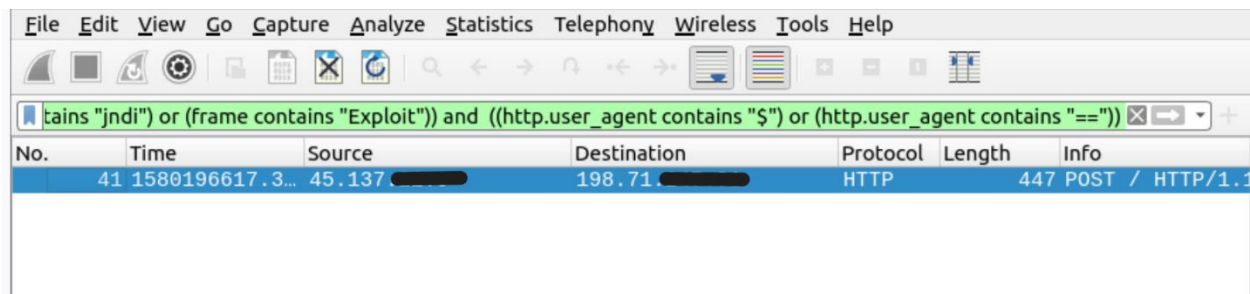 File Edit View Go Capture Analyze Statistics Telephony Wireless Tools Help
tains "jndi") or (frame contains "Exploit")) and ((http.user_agent contains "$") or (http.user_agent contains "=="))
No. Time Source Destination Protocol Length Info
41 1580196617.3… 45.137. 198.71. HTTP 447 POST / HTTP/1.1